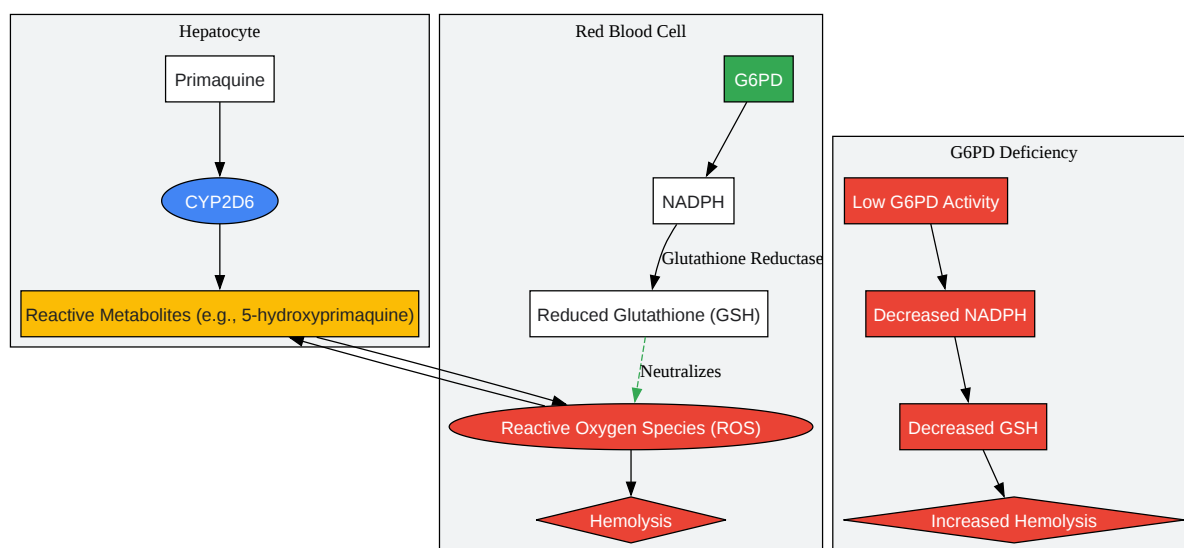 Hepatocyte
Primaquine
CYP2D6
Reactive Metabolites (e.g., 5-hydroxyprimaquine)
Red Blood Cell
G6PD
NADPH
Glutathione Reductase
Reduced Glutathione (GSH)
Neutralizes
Reactive Oxygen Species (ROS)
Hemolysis
G6PD Deficiency
Low G6PD Activity
Decreased NADPH
Decreased GSH
Increased Hemolysis